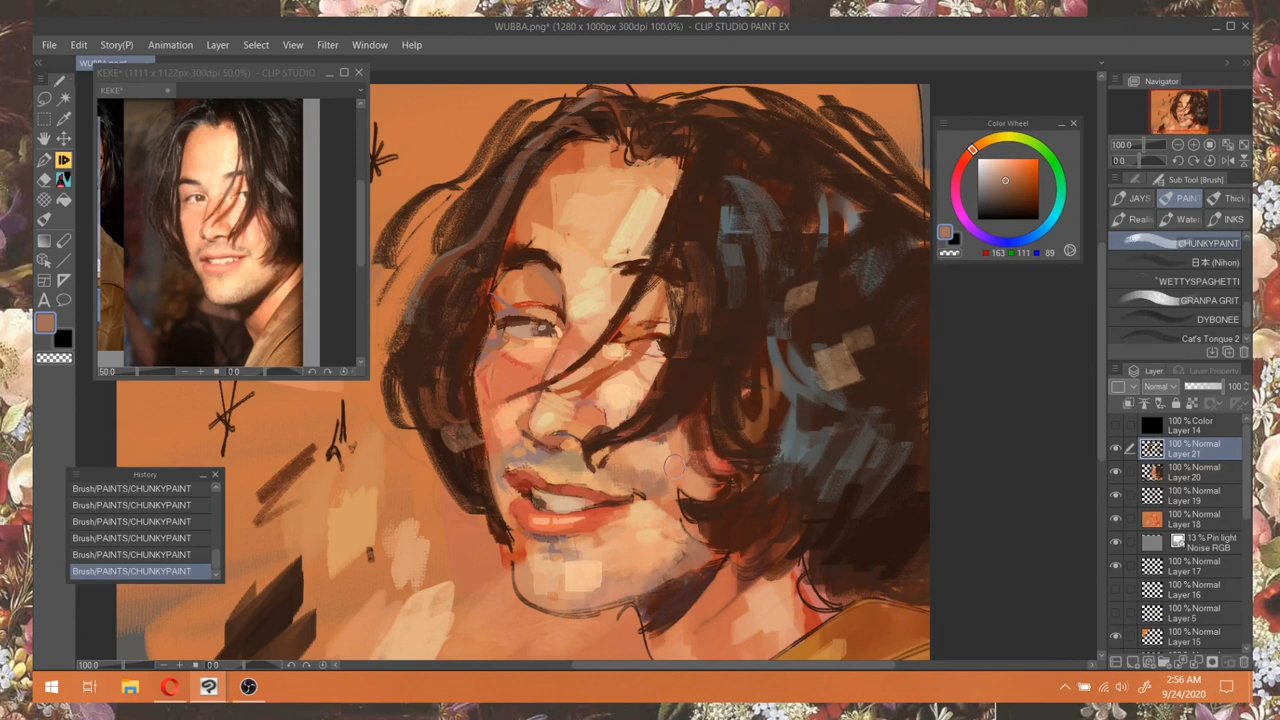 WUBBA.png* (1280 x 1000px 300dpi 100.0%) - CLIP STUDIO PAINT EX
File Edit Story(P) Animation Layer Select View Filter Window Help
KEKE* (1111 x 1122px 300dpi 50.0%) - CLIP STUDIO
KEKE*
50.0
0.0
History
Brush/PAINTS/CHUNKYPAINT
Brush/PAINTS/CHUNKYPAINT
Brush/PAINTS/CHUNKYPAINT
Brush/PAINTS/CHUNKYPAINT
Brush/PAINTS/CHUNKYPAINT
Brush/PAINTS/CHUNKYPAINT
100.0
0.0
Color Wheel
163 111 89
Navigator
100.0
0.0
Sub Tool [Brush]
JAYS PAIN Thick
Reali Water INKS
CHUNKYPAINT
日本 (Nihon)
WETTYSPAGHETTI
GRANPA GRIT
DYBONEE
Cat's Tongue 2
Layer Layer Property
Normal 100
100 % Color
Layer 14
100 % Normal
Layer 21
100 % Normal
Layer 20
100 % Normal
Layer 19
100 % Normal
Layer 18
13 % Pin light
Noise RGB
100 % Normal
Layer 17
100 % Normal
Layer 16
100 % Normal
Layer 5
100 % Normal
Layer 15
2:56 AM
9/24/2020